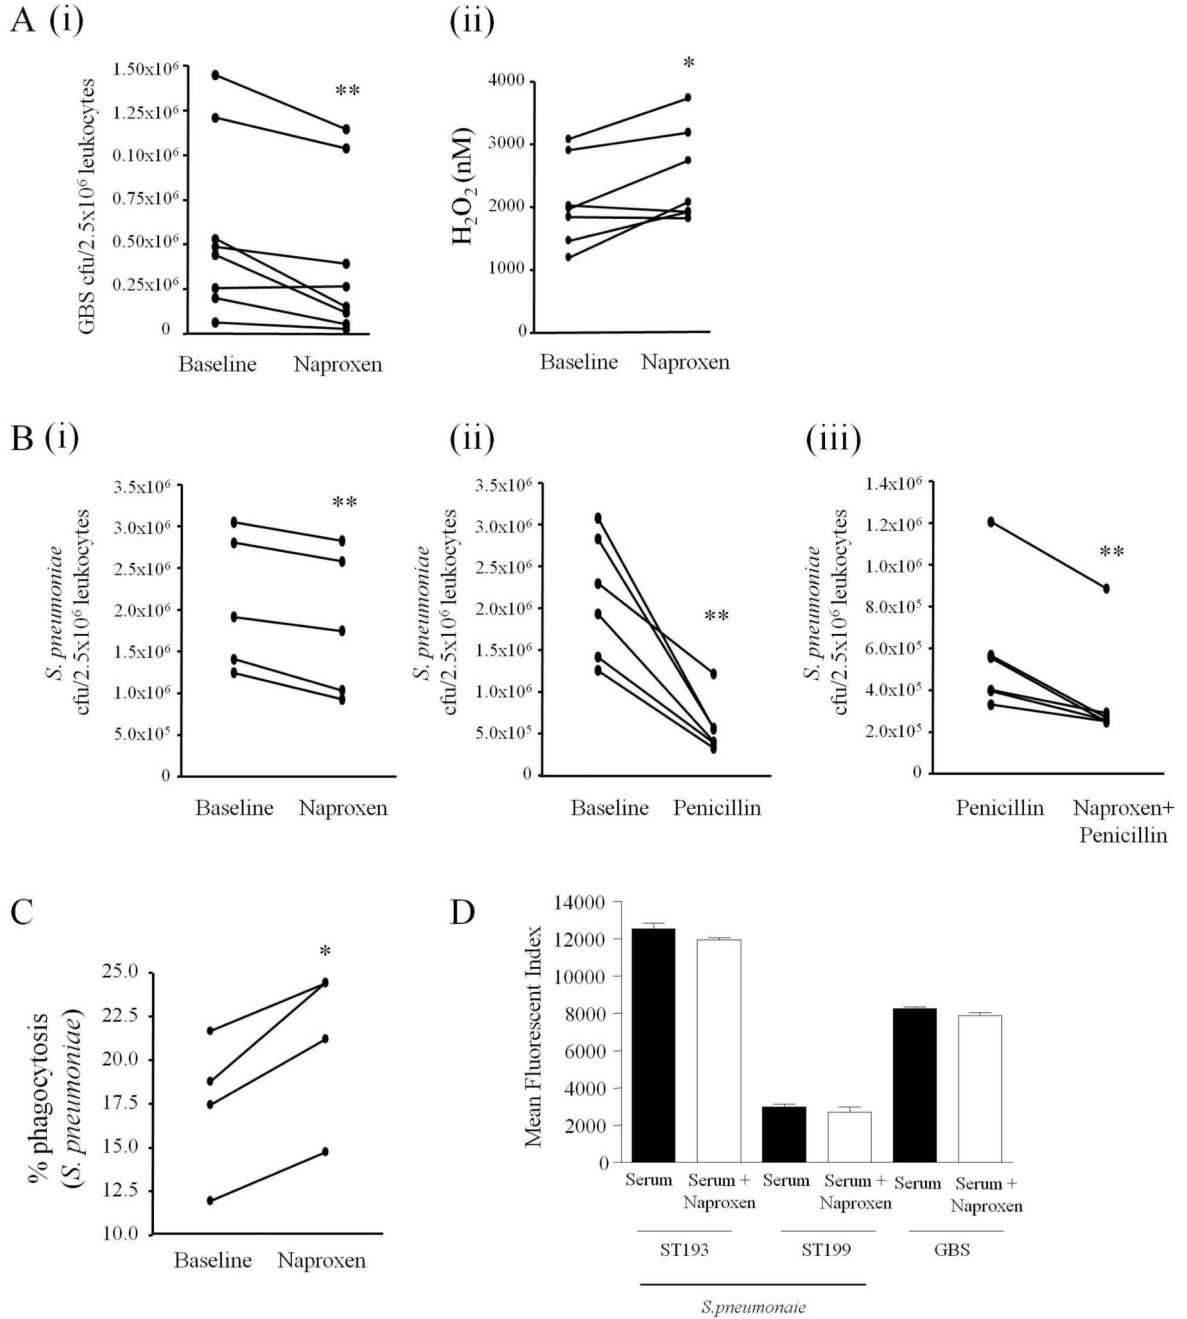 A (i)
GBS cfu/2.5x10⁶ leukocytes
1.50x10⁶
1.25x10⁶
0.10x10⁶
0.75x10⁶
0.50x10⁶
0.25x10⁶
0
**
Baseline
Naproxen
(ii)
H₂O₂ (nM)
4000
3000
2000
1000
0
*
Baseline
Naproxen
B (i)
S. pneumoniae
cfu/2.5x10⁶ leukocytes
3.5x10⁶
3.0x10⁶
2.5x10⁶
2.0x10⁶
1.5x10⁶
1.0x10⁶
5.0x10⁵
0
**
Baseline
Naproxen
(ii)
S. pneumoniae
cfu/2.5x10⁶ leukocytes
3.5x10⁶
3.0x10⁶
2.5x10⁶
2.0x10⁶
1.5x10⁶
1.0x10⁶
5.0x10⁵
0
**
Baseline
Penicillin
(iii)
S. pneumoniae
cfu/2.5x10⁶ leukocytes
1.4x10⁶
1.2x10⁶
1.0x10⁶
8.0x10⁵
6.0x10⁵
4.0x10⁵
2.0x10⁵
0
**
Penicillin
Naproxen+
Penicillin
C
% phagocytosis
(S. pneumoniae)
25.0
22.5
20.0
17.5
15.0
12.5
10.0
*
Baseline
Naproxen
D
Mean Fluorescent Index
14000
12000
10000
8000
6000
4000
2000
0
Serum
Serum +
Naproxen
Serum
Serum +
Naproxen
Serum
Serum +
Naproxen
ST193
ST199
GBS
S.pneumonaie